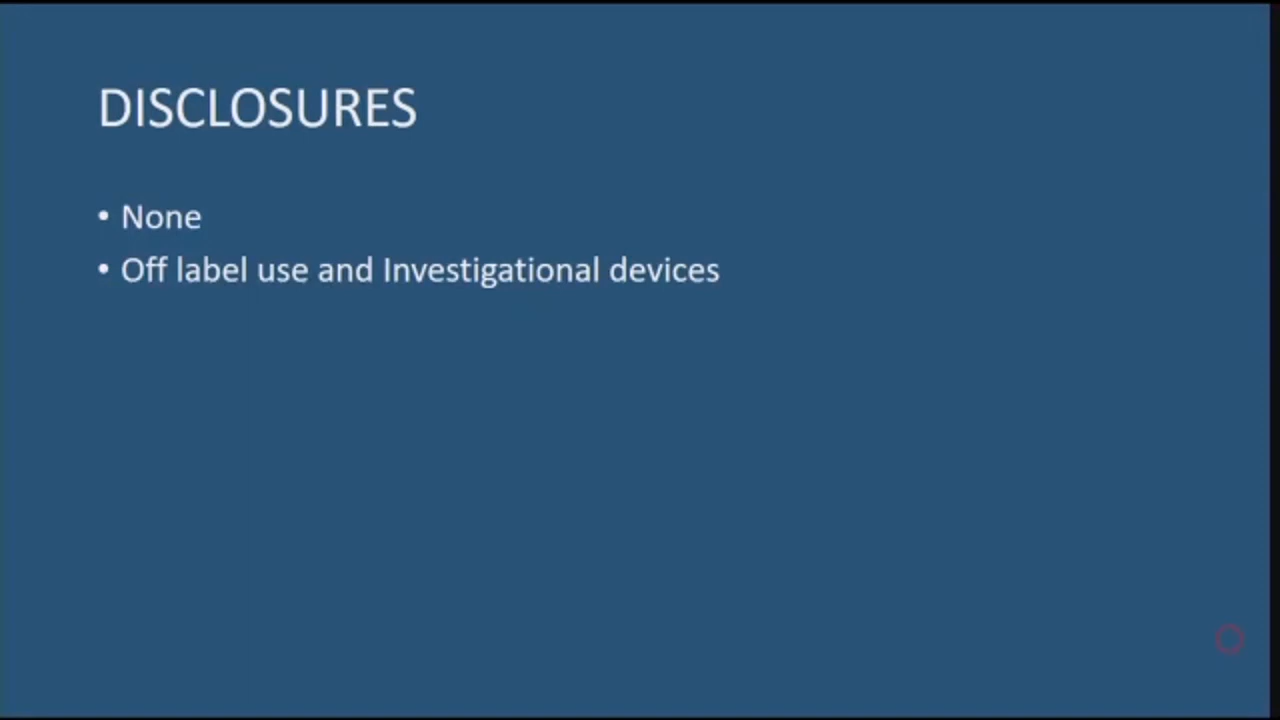 DISCLOSURES
• None
• Off label use and Investigational devices